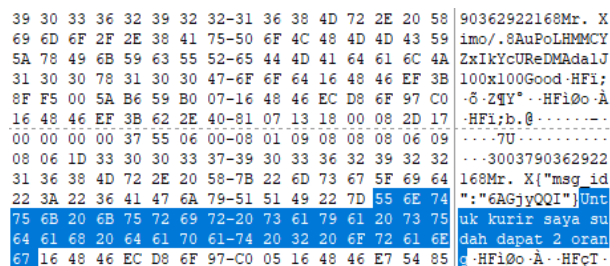 39 30 33 36 32 39 32 32-31 36 38 4D 72 2E 20 58 90362922168Mr. X
69 6D 6F 2F 2E 38 41 75-50 6F 4C 48 4D 4D 43 59 imo/.8AuPoLHMMCY
5A 78 49 6B 59 63 55 52-65 44 4D 41 64 61 6C 4A ZxIkYcUReDMAdalJ
31 30 30 78 31 30 30 47-6F 6F 64 16 48 46 EF 3B 100x100Good·HFï;
8F F5 00 5A B6 59 B0 07-16 48 46 EC D8 6F 97 C0 ·õ·Z¶Y°··HFìØo·À
16 48 46 EF 3B 62 2E 40-81 07 13 18 00 08 2D 17 ·HFï;b.@······-·
00 00 00 00 37 55 06 00-08 01 09 08 08 08 06 09 ····7U··········
08 06 1D 33 30 30 33 37-39 30 33 36 32 39 32 32 ···3003790362922
31 36 38 4D 72 2E 20 58-7B 22 6D 73 67 5F 69 64 168Mr. X{"msg_id
22 3A 22 36 41 47 6A 79-51 51 49 22 7D 55 6E 74 ":"6AGjyQQI"}Unt
75 6B 20 6B 75 72 69 72-20 73 61 79 61 20 73 75 uk kurir saya su
64 61 68 20 64 61 70 61-74 20 32 20 6F 72 61 6E dah dapat 2 oran
67 16 48 46 EC D8 6F 97-C0 05 16 48 46 E7 54 85 g·HFìØo·À··HFçT·